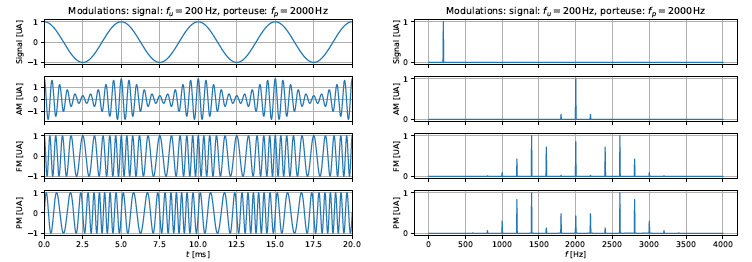 Modulations: signal: f_u = 200 Hz, porteuse: f_p = 2000 Hz
Signal [UA]
1
0
−1
AM [UA]
1
0
−1
FM [UA]
1
0
−1
PM [UA]
1
0
−1
0.0 2.5 5.0 7.5 10.0 12.5 15.0 17.5 20.0
t [ms]
Modulations: signal: f_u = 200 Hz, porteuse: f_p = 2000 Hz
Signal [UA]
1
0
AM [UA]
1
0
FM [UA]
1
0
PM [UA]
1
0
0 500 1000 1500 2000 2500 3000 3500 4000
f [Hz]